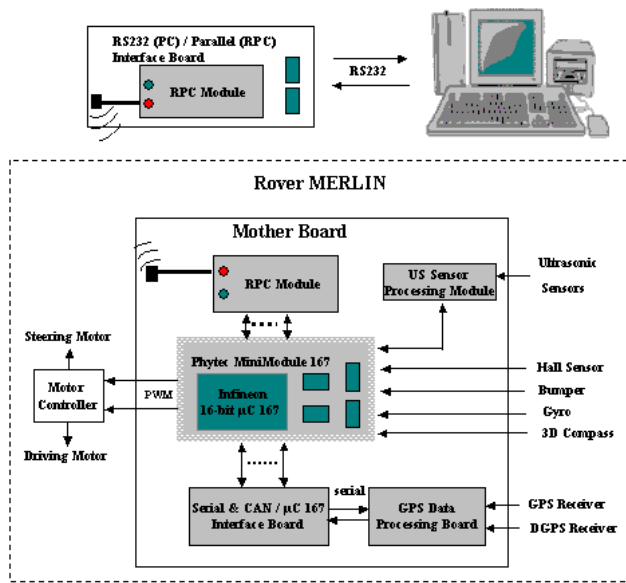 RS232 (PC) / Parallel (RPC)
Interface Board
RPC Module
RS232
Rover MERLIN
Mother Board
RPC Module
US Sensor
Processing Module
Ultrasonic
Sensors
Steering Motor
Motor
Controller
Driving Motor
PWM
Phytec MiniModule 167
Infineon
16-bit µC 167
Hall Sensor
Bumper
Gyro
3D Compass
Serial & CAN / µC 167
Interface Board
serial
GPS Data
Processing Board
GPS Receiver
DGPS Receiver